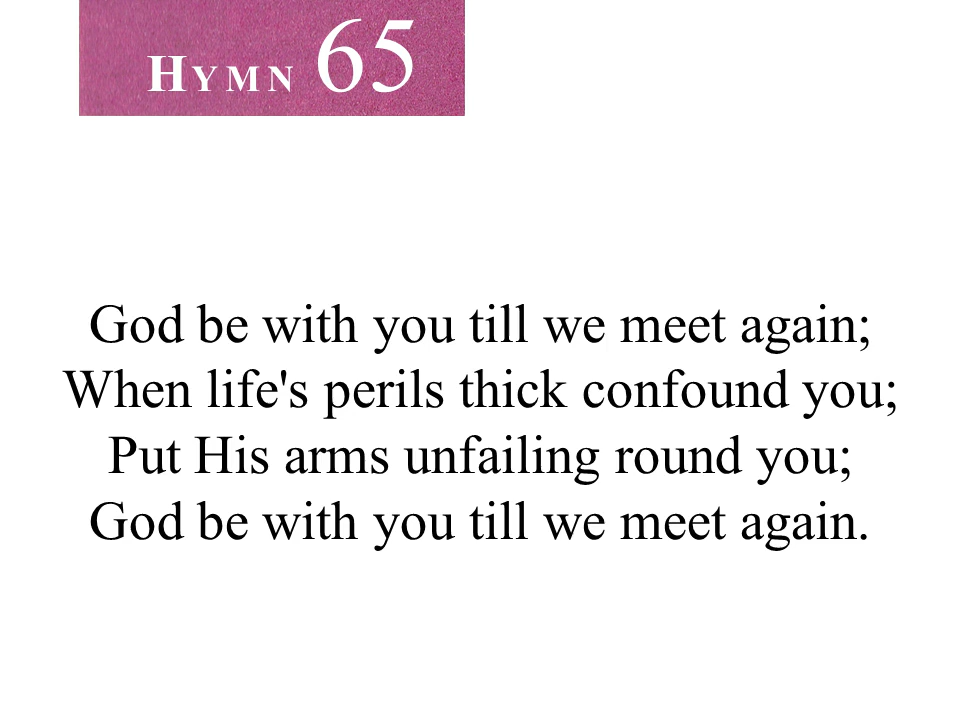 HYMN 65
God be with you till we meet again;
When life's perils thick confound you;
Put His arms unfailing round you;
God be with you till we meet again.